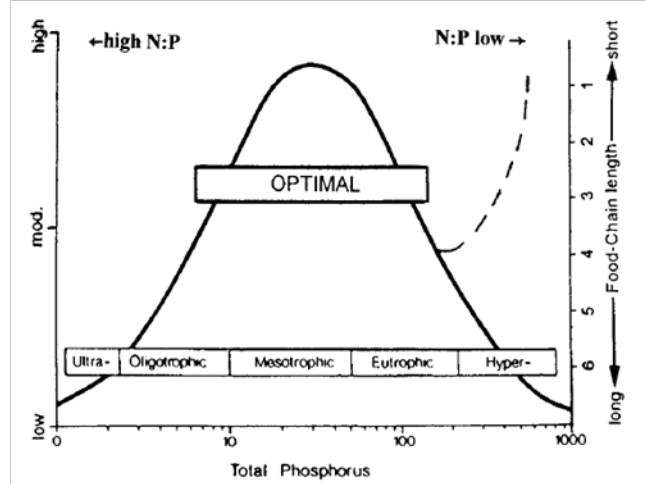 high
←high N:P
N:P low→
short
1
2
OPTIMAL
3
mod.
4
Food-Chain length
5
Ultra- Oligotrophic Mesotrophic Eutrophic Hyper-
6
long
low
0 10 100 1000
Total Phosphorus